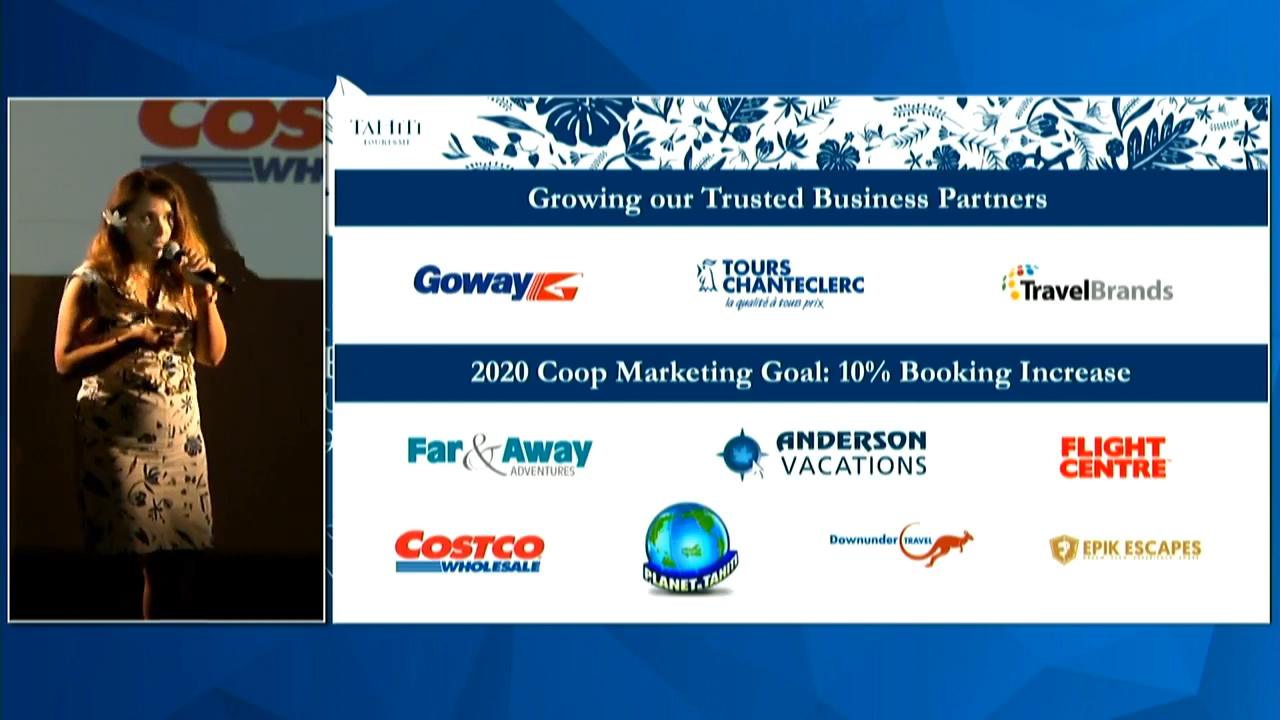 COS
WH
TAHITI
TOURISME
Growing our Trusted Business Partners
Goway
TOURS
CHANTECLERC
la qualité à tous prix
TravelBrands
2020 Coop Marketing Goal: 10% Booking Increase
Far & Away
ADVENTURES
ANDERSON
VACATIONS
FLIGHT
CENTRE
COSTCO
WHOLESALE
PLANET-TAHITI
Downunder TRAVEL
EPIK ESCAPES